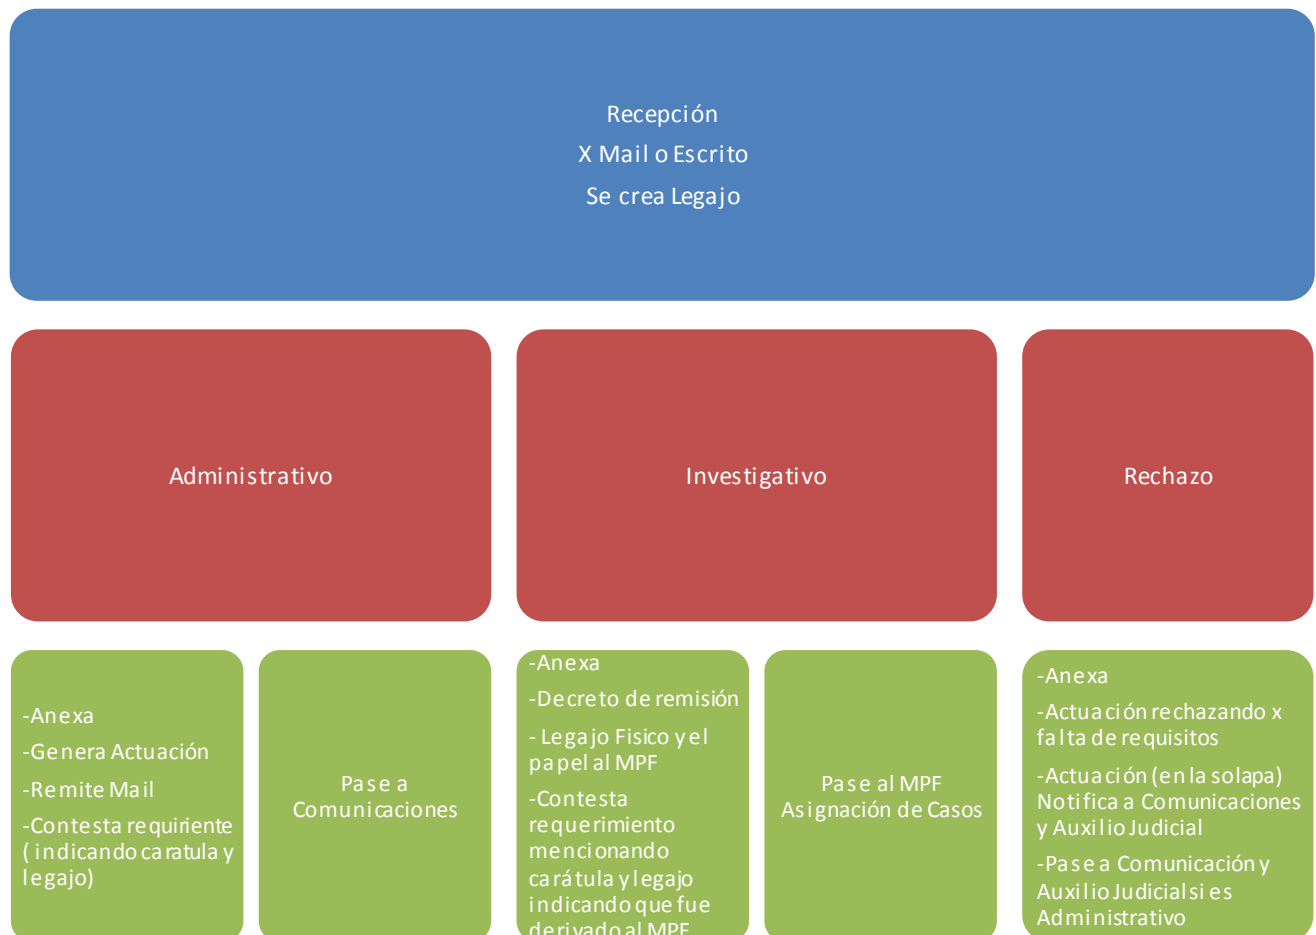 Recepción
X Mail o Escrito
Se crea Legajo
Administrativo
Investigativo
Rechazo
-Anexa
-Genera Actuación
-Remite Mail
-Contesta requiriente
( indicando caratula y
legajo)
Pase a
Comunicaciones
-Anexa
-Decreto de remisión
- Legajo Fisico y el
papel al MPF
-Contesta
requerimiento
mencionando
carátula y legajo
indicando que fue
derivado al MPF
Pase al MPF
Asignación de Casos
-Anexa
-Actuación rechazando x
falta de requisitos
-Actuación (en la solapa)
Notifica a Comunicaciones
y Auxilio Judicial
-Pase a Comunicación y
Auxilio Judicial si es
Administrativo